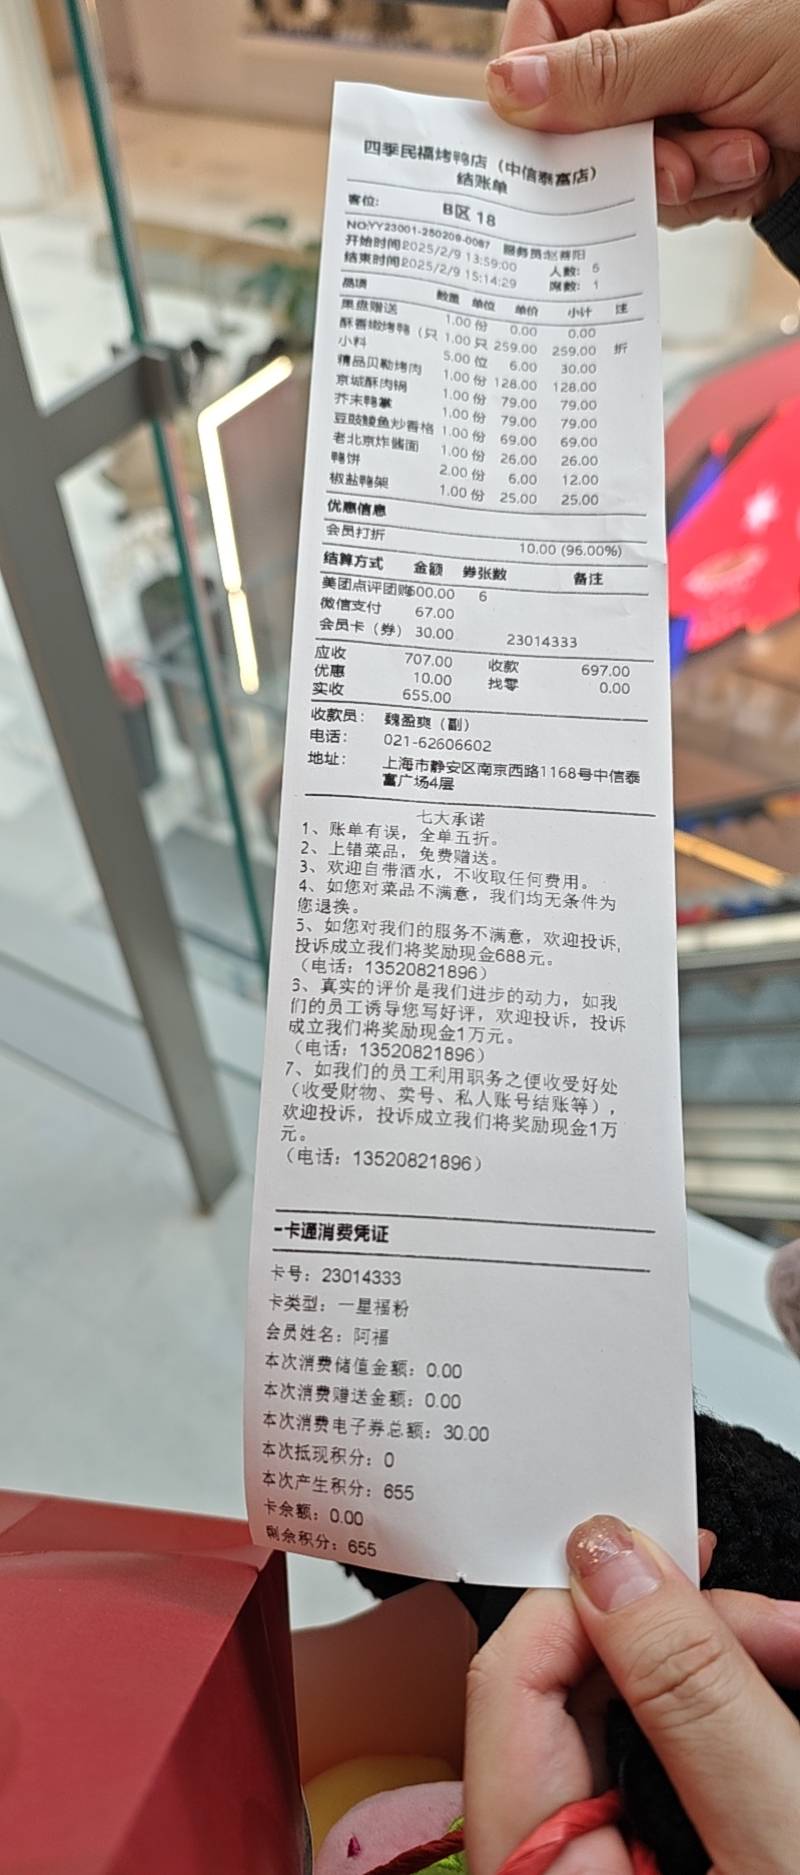 四季民福烤鸭店（中信泰富店）
结账单
客位： B区 18
NO:YY23001-250209-0087 服务员:赵
开始时间2025/2/9 13:59:00 人数: 6
结束时间2025/2/9 15:14:29 席数: 1
品项 数量 单位 单价 小计 注
果盘赠送 1.00 份 0.00 0.00
酥香嫩烤鸭（只 1.00 只 259.00 259.00 折
小料 5.00 位 6.00 30.00
精品贝勒烤肉 1.00 份 128.00 128.00
京城酥肉锅 1.00 份 79.00 79.00
芥末鸭掌 1.00 份 79.00 79.00
豆豉鲮鱼炒香格 1.00 份 69.00 69.00
老北京炸酱面 1.00 份 26.00 26.00
鸭饼 2.00 份 6.00 12.00
椒盐鸭架 1.00 份 25.00 25.00
优惠信息
会员打折 10.00 (96.00%)
结算方式 金额 券张数 备注
美团点评团购600.00 6
微信支付 67.00
会员卡（券） 30.00 23014333
应收 707.00 收款 697.00
优惠 10.00 找零 0.00
实收 655.00
收款员： 魏盈爽（副）
电话： 021-62606602
地址： 上海市静安区南京西路1168号中信泰
富广场4层
七大承诺
1、账单有误，全单五折。
2、上错菜品，免费赠送。
3、欢迎自带酒水，不收取任何费用。
4、如您对菜品不满意，我们均无条件为
您退换。
5、如您对我们的服务不满意，欢迎投诉,
投诉成立我们将奖励现金688元。
（电话：13520821896）
6、真实的评价是我们进步的动力，如我
们的员工诱导您写好评，欢迎投诉，投诉
成立我们将奖励现金1万元。
（电话：13520821896）
7、如我们的员工利用职务之便收受好处
（收受财物、卖号、私人账号结账等），
欢迎投诉，投诉成立我们将奖励现金1万
元。
（电话：13520821896）
-卡通消费凭证
卡号：23014333
卡类型：一星福粉
会员姓名：阿福
本次消费储值金额：0.00
本次消费赠送金额：0.00
本次消费电子券总额：30.00
本次抵现积分：0
本次产生积分：655
卡余额：0.00
剩余积分：655